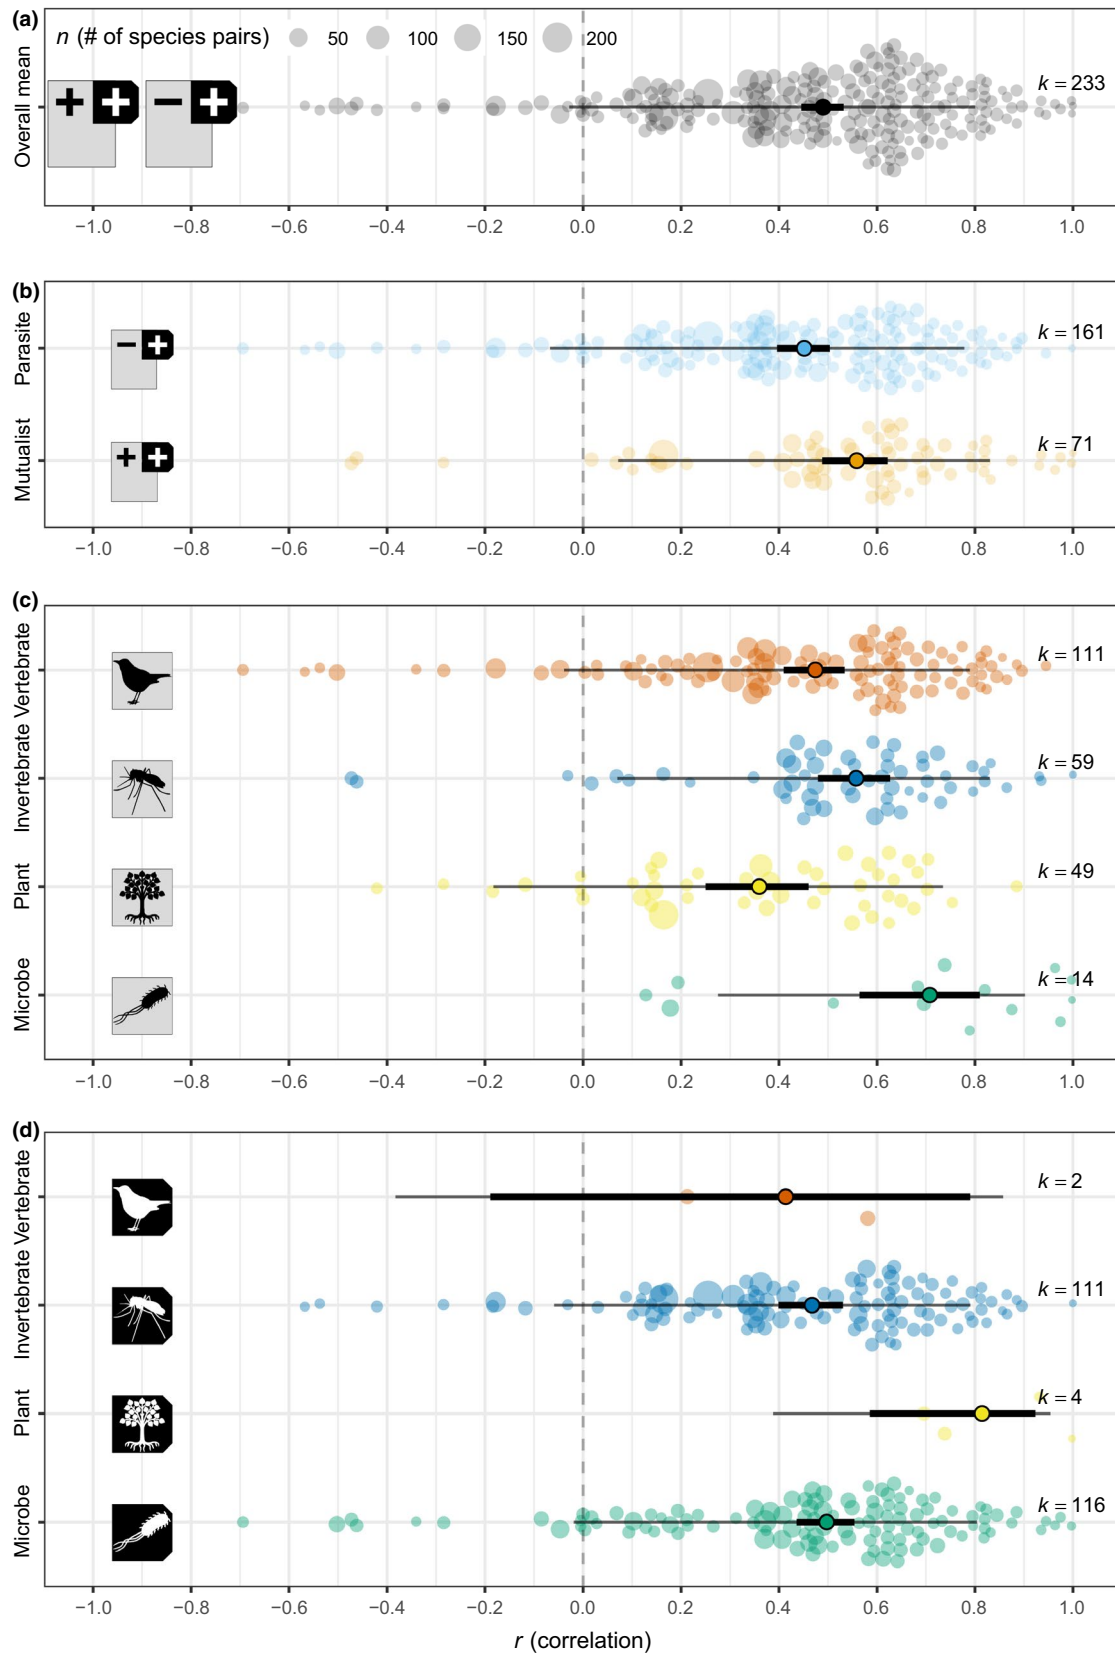 (a)
n (# of species pairs) 50 100 150 200
Overall mean
+ + − +
k = 233
−1.0 −0.8 −0.6 −0.4 −0.2 0.0 0.2 0.4 0.6 0.8 1.0
(b)
Parasite
− +
k = 161
Mutualist
+ +
k = 71
−1.0 −0.8 −0.6 −0.4 −0.2 0.0 0.2 0.4 0.6 0.8 1.0
(c)
Vertebrate
k = 111
Invertebrate
k = 59
Plant
k = 49
Microbe
k = 14
−1.0 −0.8 −0.6 −0.4 −0.2 0.0 0.2 0.4 0.6 0.8 1.0
(d)
Vertebrate
k = 2
Invertebrate
k = 111
Plant
k = 4
Microbe
k = 116
−1.0 −0.8 −0.6 −0.4 −0.2 0.0 0.2 0.4 0.6 0.8 1.0
r (correlation)